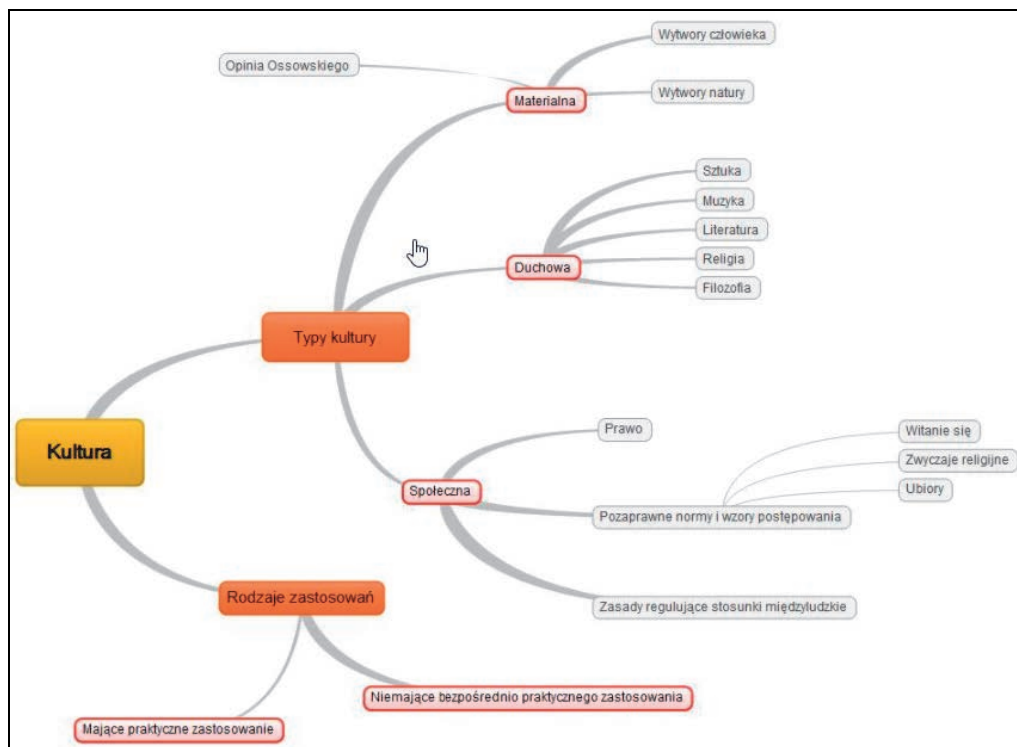 Wytwory człowieka
Opinia Ossowskiego
Wytwory natury
Materialna
Sztuka
Muzyka
Literatura
Religia
Duchowa
Filozofia
Typy kultury
Kultura
Prawo
Witanie się
Zwyczaje religijne
Ubiory
Społeczna
Pozaprawne normy i wzory postępowania
Zasady regulujące stosunki międzyludzkie
Rodzaje zastosowań
Niemające bezpośrednio praktycznego zastosowania
Mające praktyczne zastosowanie